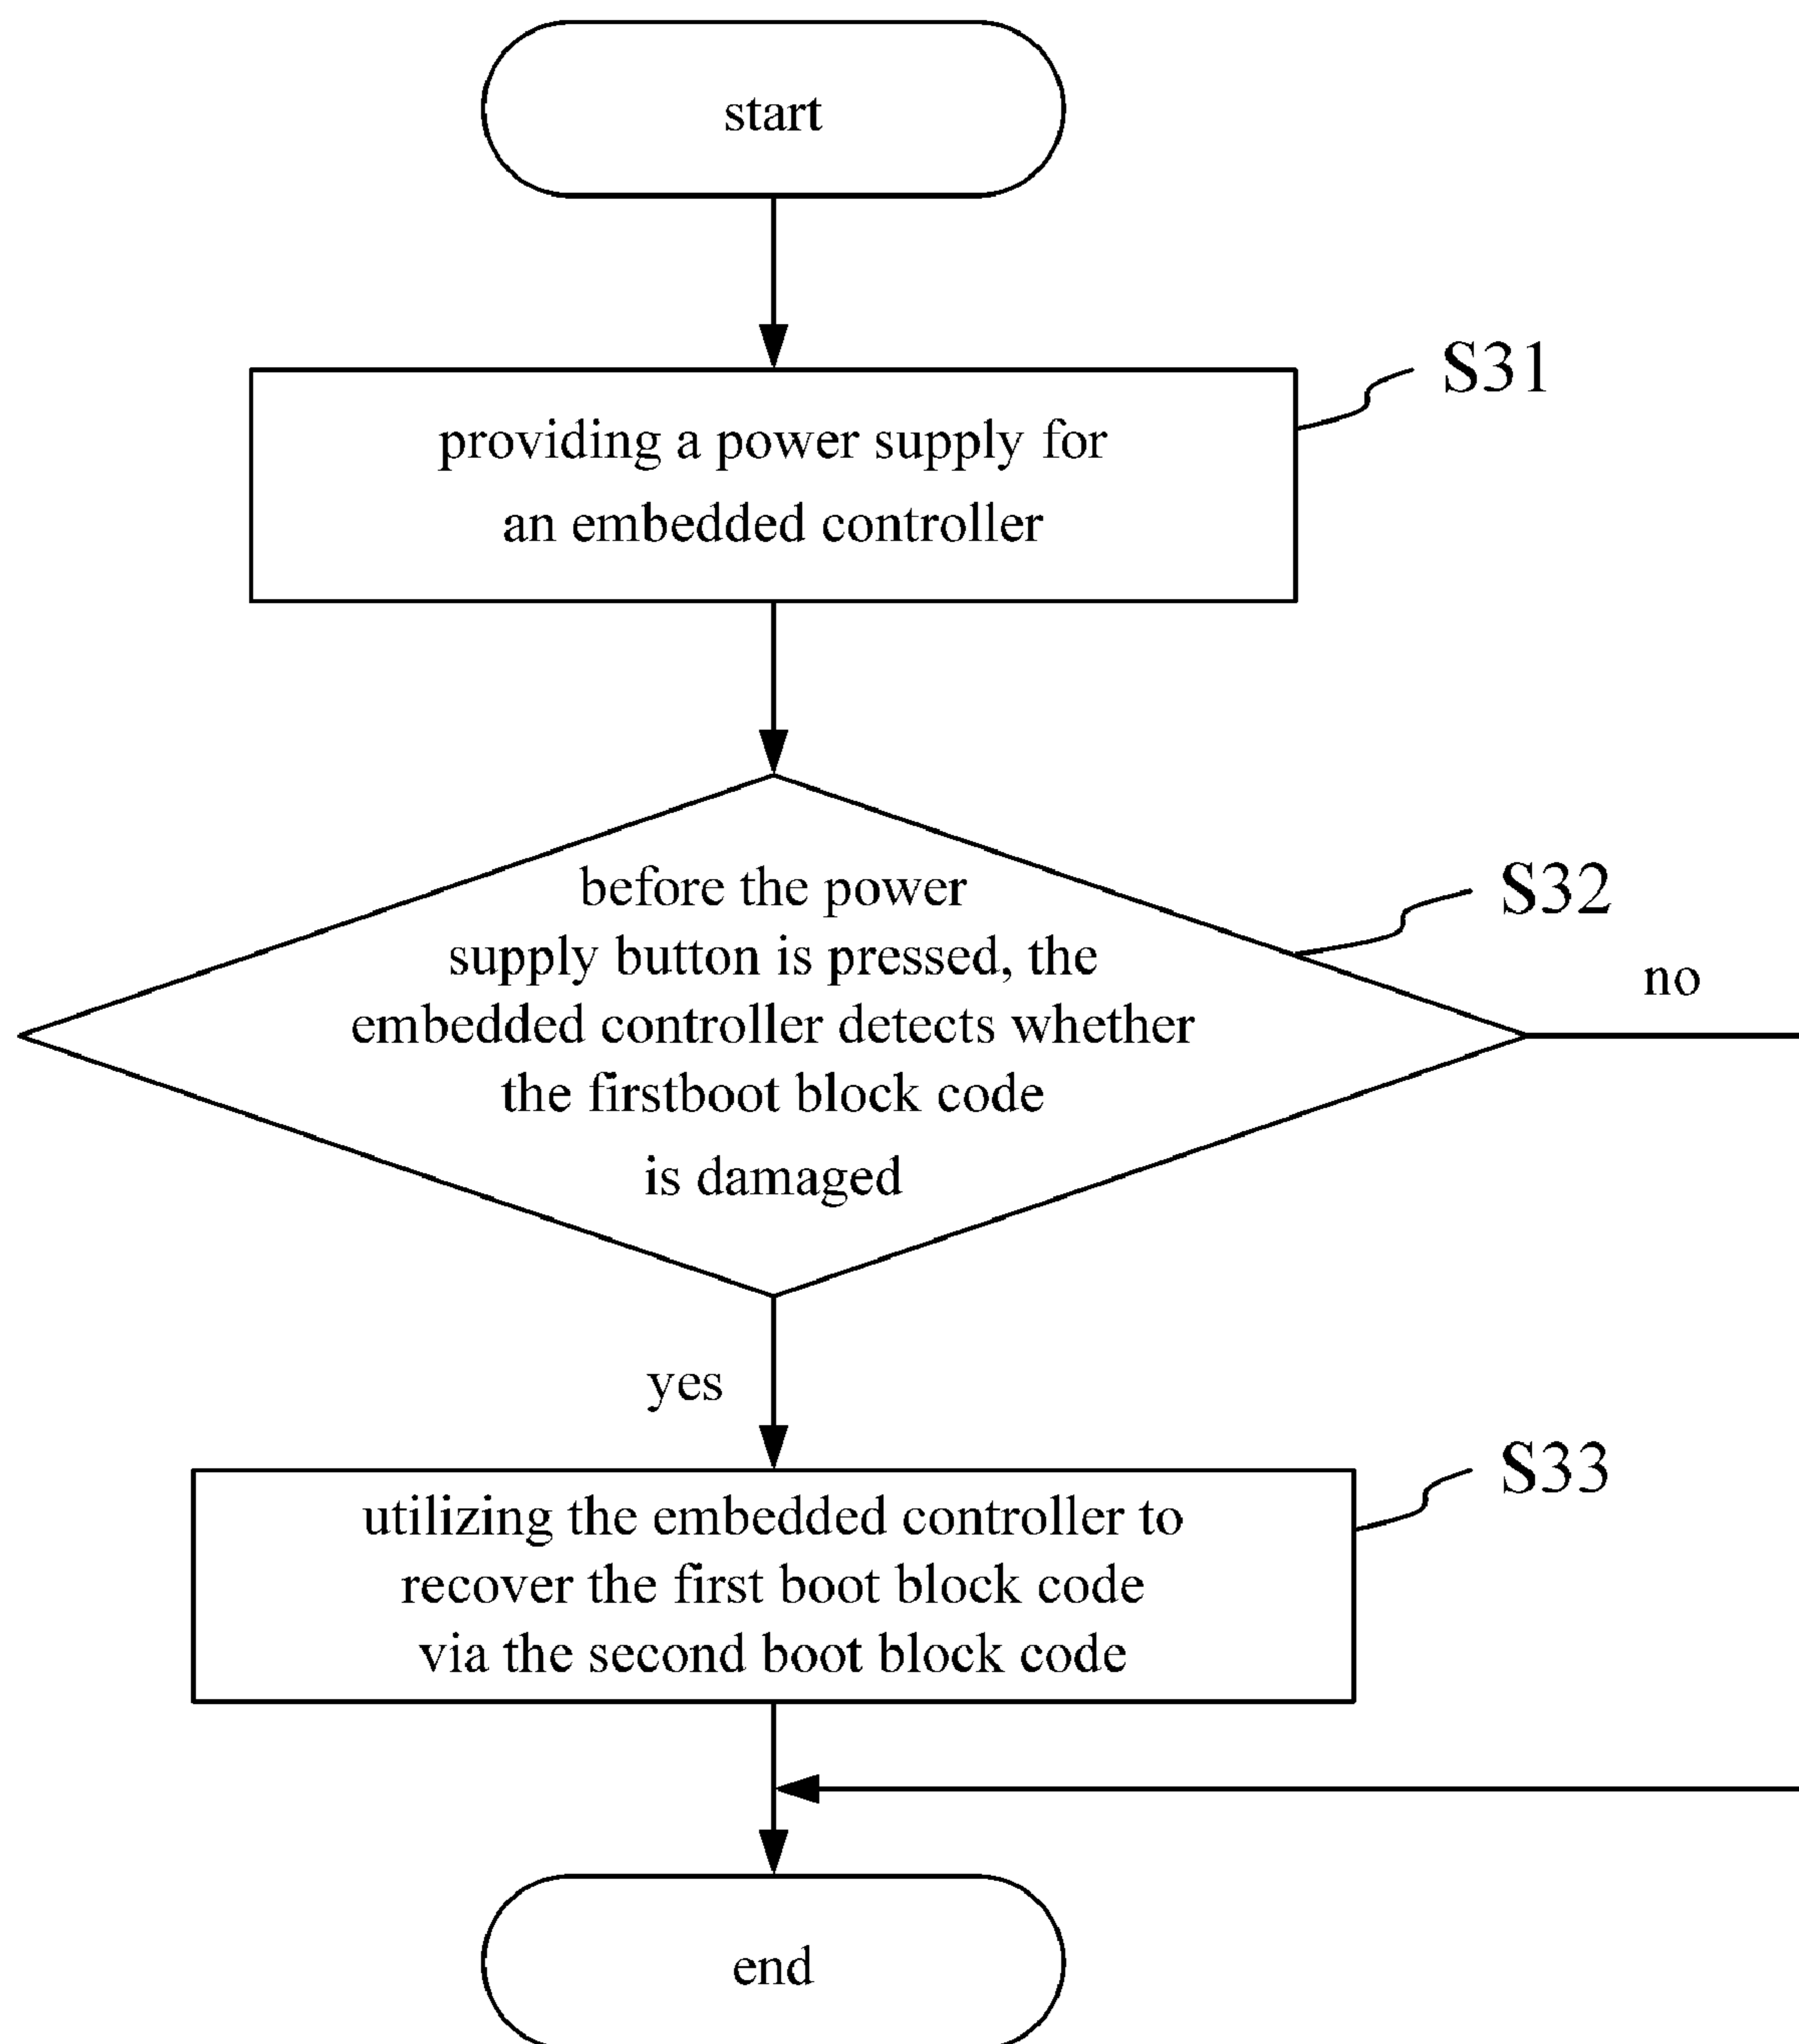 start
S31
providing a power supply for
an embedded controller
S32
before the power
supply button is pressed, the
embedded controller detects whether
the firstboot block code
is damaged
no
yes
S33
utilizing the embedded controller to
recover the first boot block code
via the second boot block code
end